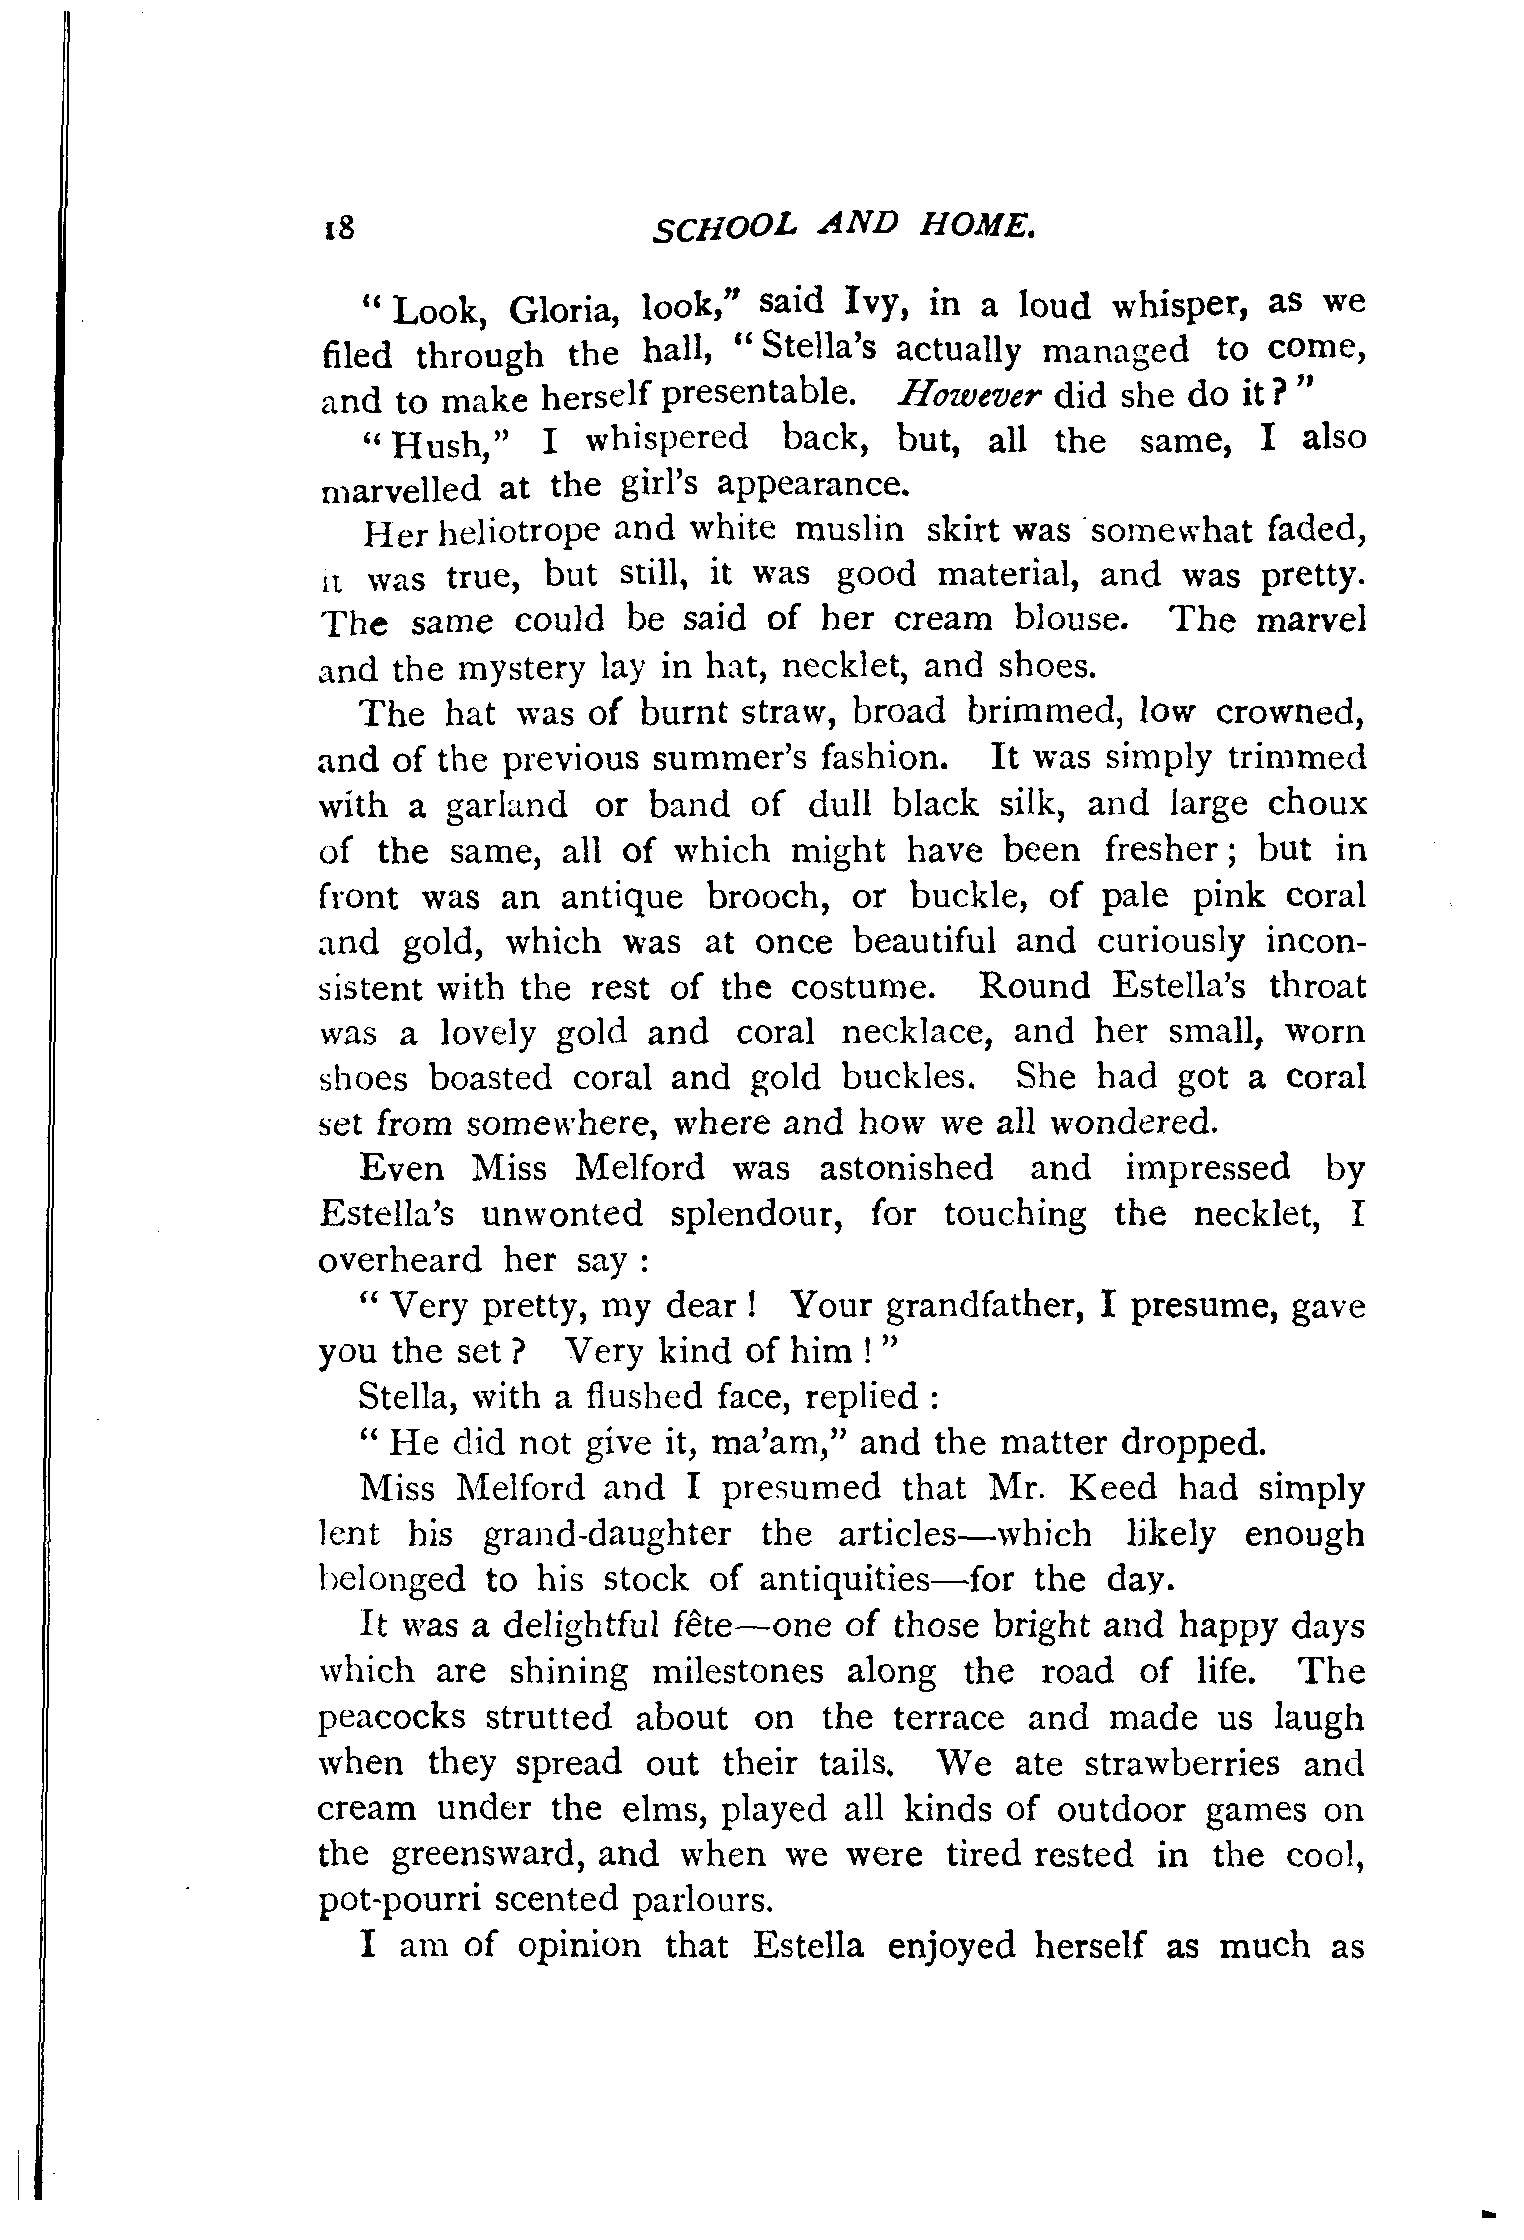 18 SCHOOL AND HOME.
“ Look, Gloria, look,” said Ivy, in a loud whisper, as we
filed through the hall, “ Stella’s actually managed to come,
and to make herself presentable. However did she do it? ”
“ Hush,” I whispered back, but, all the same, I also
marvelled at the girl’s appearance.
Her heliotrope and white muslin skirt was somewhat faded,
it was true, but still, it was good material, and was pretty.
The same could be said of her cream blouse. The marvel
and the mystery lay in hat, necklet, and shoes.
The hat was of burnt straw, broad brimmed, low crowned,
and of the previous summer’s fashion. It was simply trimmed
with a garland or band of dull black silk, and large choux
of the same, all of which might have been fresher ; but in
front was an antique brooch, or buckle, of pale pink coral
and gold, which was at once beautiful and curiously incon-
sistent with the rest of the costume. Round Estella’s throat
was a lovely gold and coral necklace, and her small, worn
shoes boasted coral and gold buckles. She had got a coral
set from somewhere, where and how we all wondered.
Even Miss Melford was astonished and impressed by
Estella’s unwonted splendour, for touching the necklet, I
overheard her say :
“ Very pretty, my dear ! Your grandfather, I presume, gave
you the set ? Very kind of him ! ”
Stella, with a flushed face, replied :
“ He did not give it, ma’am,” and the matter dropped.
Miss Melford and I presumed that Mr. Keed had simply
lent his grand-daughter the articles—which likely enough
belonged to his stock of antiquities—for the day.
It was a delightful fête—one of those bright and happy days
which are shining milestones along the road of life. The
peacocks strutted about on the terrace and made us laugh
when they spread out their tails. We ate strawberries and
cream under the elms, played all kinds of outdoor games on
the greensward, and when we were tired rested in the cool,
pot-pourri scented parlours.
I am of opinion that Estella enjoyed herself as much as